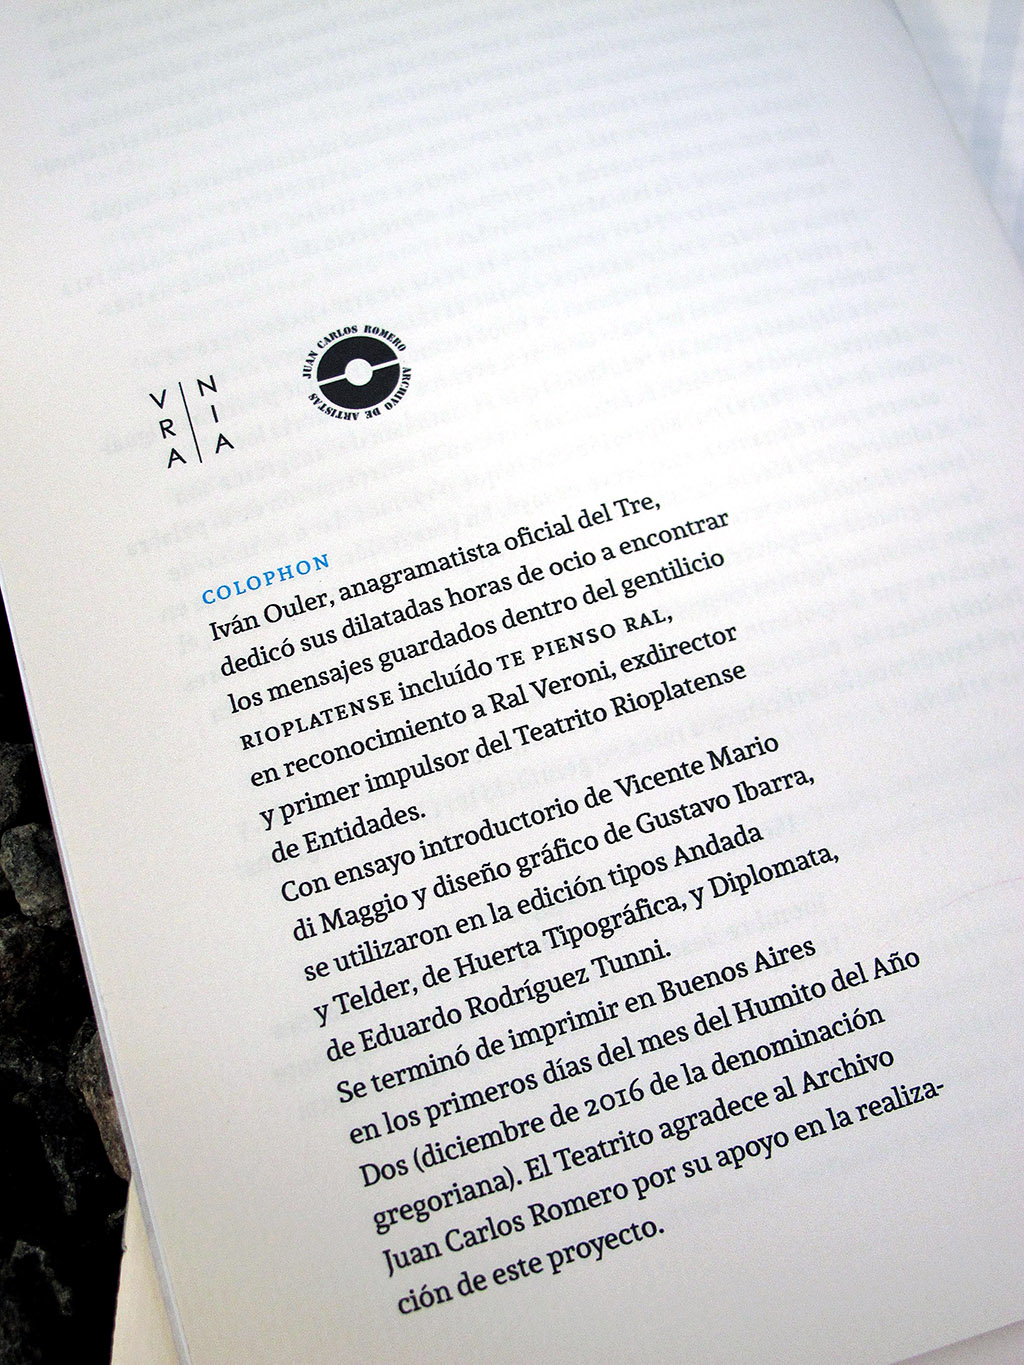 V | N
R | I
A | A
JUAN CARLOS ROMERO
ARCHIVO DE ARTISTAS
COLOPHON
Iván Ouler, anagramatista oficial del Tre,
dedicó sus dilatadas horas de ocio a encontrar
los mensajes guardados dentro del gentilicio
RIOPLATENSE incluído TE PIENSO RAL,
en reconocimiento a Ral Veroni, exdirector
y primer impulsor del Teatrito Rioplatense
de Entidades.
Con ensayo introductorio de Vicente Mario
di Maggio y diseño gráfico de Gustavo Ibarra,
se utilizaron en la edición tipos Andada
y Telder, de Huerta Tipográfica, y Diplomata,
de Eduardo Rodríguez Tunni.
Se terminó de imprimir en Buenos Aires
en los primeros días del mes del Humito del Año
Dos (diciembre de 2016 de la denominación
gregoriana). El Teatrito agradece al Archivo
Juan Carlos Romero por su apoyo en la realiza-
ción de este proyecto.